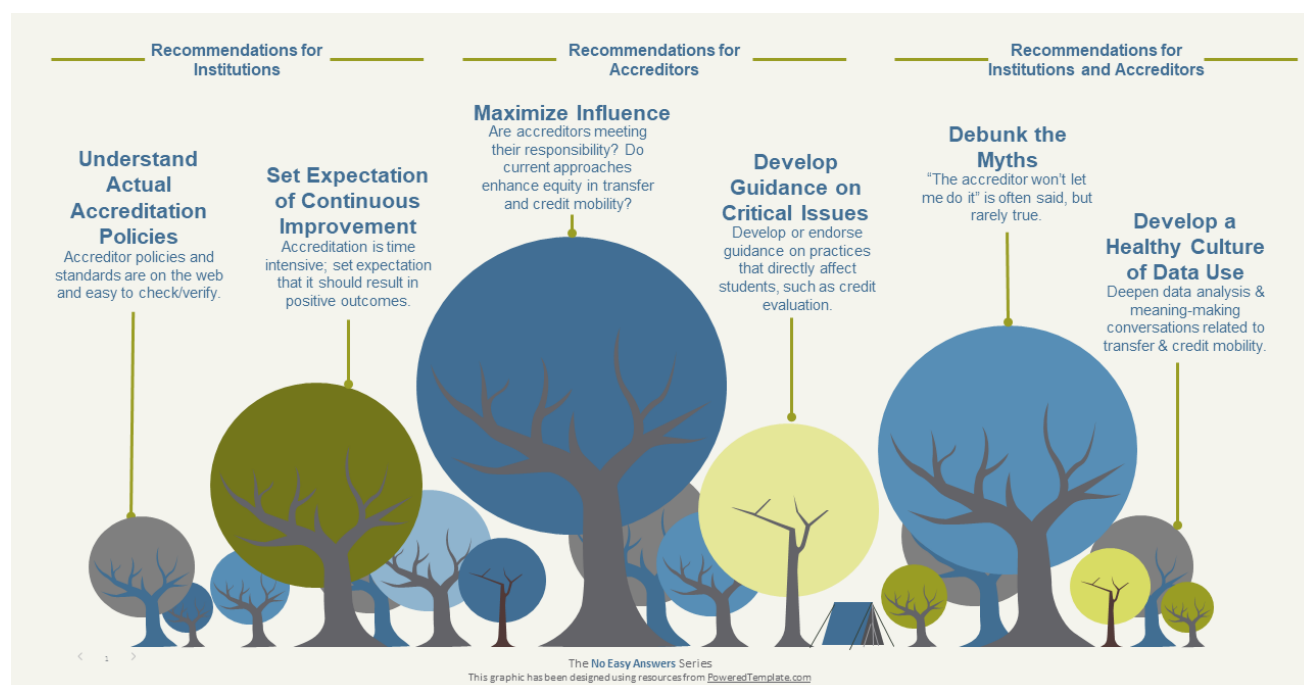 Recommendations for
Institutions
Understand
Actual
Accreditation
Policies
Accreditor policies and
standards are on the web
and easy to check/verify.
Set Expectation
of Continuous
Improvement
Accreditation is time
intensive; set expectation
that it should result in
positive outcomes.
Recommendations for
Accreditors
Maximize Influence
Are accreditors meeting
their responsibility? Do
current approaches
enhance equity in transfer
and credit mobility?
Develop
Guidance on
Critical Issues
Develop or endorse
guidance on practices
that directly affect
students, such as credit
evaluation.
Recommendations for
Institutions and Accreditors
Debunk the
Myths
“The accreditor won’t let
me do it” is often said, but
rarely true.
Develop a
Healthy Culture
of Data Use
Deepen data analysis &
meaning-making
conversations related to
transfer & credit mobility.
1
The No Easy Answers Series
This graphic has been designed using resources from PoweredTemplate.com